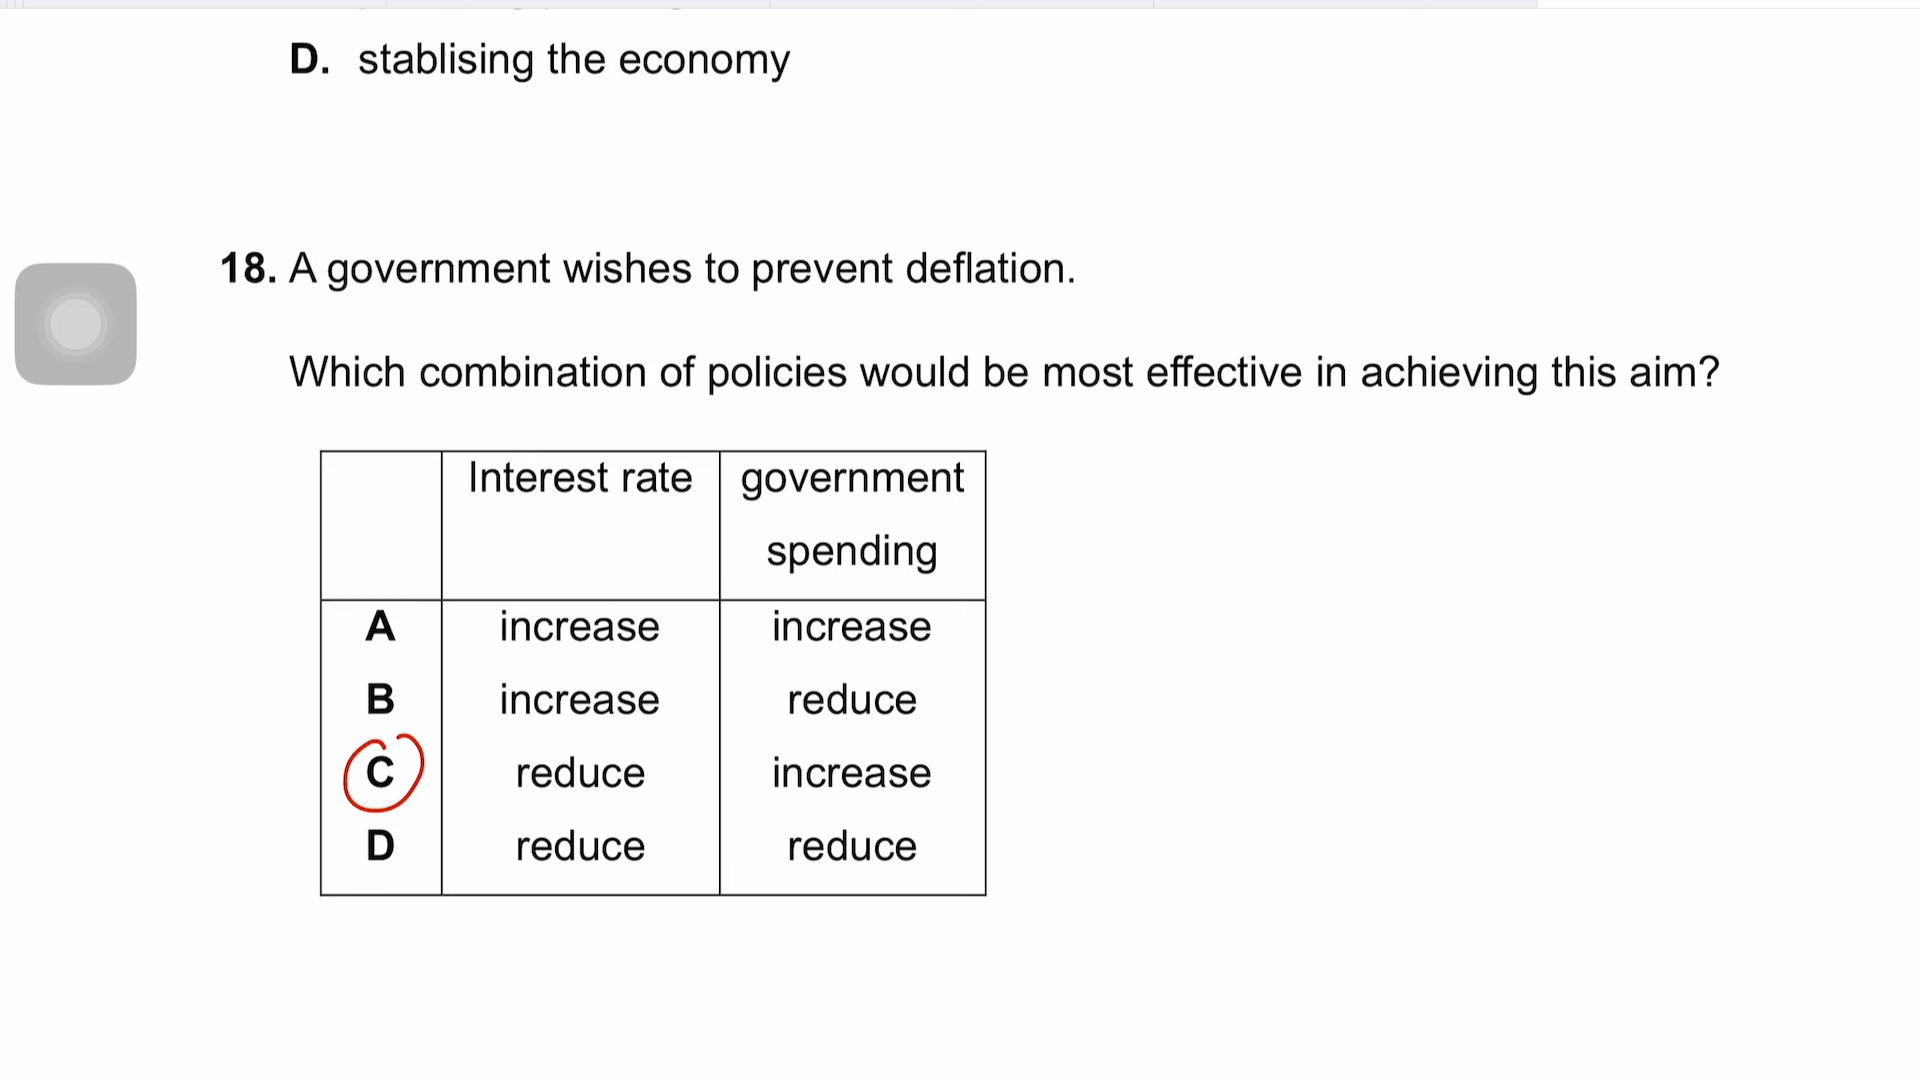 D. stablising the economy
18. A government wishes to prevent deflation.
Which combination of policies would be most effective in achieving this aim?
Interest rate government
spending
A increase increase
B increase reduce
C reduce increase
D reduce reduce